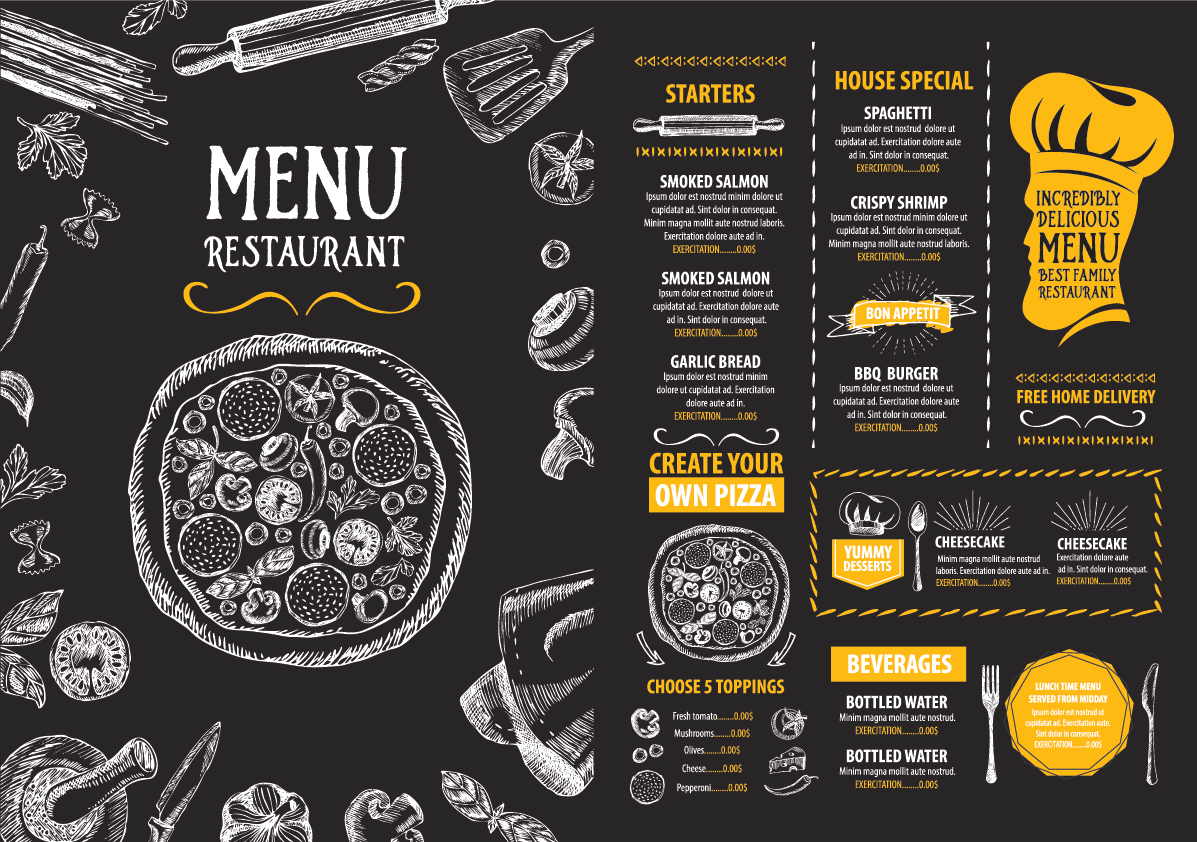 MENU
RESTAURANT
STARTERS
SMOKED SALMON
Ipsum dolor est nostrud minim dolore ut
cupidatat ad. Sint dolor in consequat.
Minim magna mollit aute nostrud laboris.
Exercitation dolore aute ad in.
EXERCITATION........0.00$
SMOKED SALMON
Ipsum dolor est nostrud dolore ut
cupidatat ad. Exercitation dolore aute
ad in. Sint dolor in consequat.
EXERCITATION........0.00$
GARLIC BREAD
Ipsum dolor est nostrud minim
dolore ut cupidatat ad. Exercitation
dolore aute ad in.
EXERCITATION........0.00$
CREATE YOUR
OWN PIZZA
CHOOSE 5 TOPPINGS
Fresh tomato........0.00$
Mushrooms........0.00$
Olives........0.00$
Cheese........0.00$
Pepperoni........0.00$
HOUSE SPECIAL
SPAGHETTI
Ipsum dolor est nostrud dolore ut
cupidatat ad. Exercitation dolore aute
ad in. Sint dolor in consequat.
EXERCITATION........0.00$
CRISPY SHRIMP
Ipsum dolor est nostrud minim dolore ut
cupidatat ad. Sint dolor in consequat.
Minim magna mollit aute nostrud laboris.
EXERCITATION........0.00$
BON APPETIT
BBQ BURGER
Ipsum dolor est nostrud dolore ut
cupidatat ad. Exercitation dolore aute
ad in. Sint dolor in consequat.
EXERCITATION........0.00$
INCREDIBLY
DELICIOUS
MENU
BEST FAMILY
RESTAURANT
FREE HOME DELIVERY
YUMMY
DESSERTS
CHEESECAKE
Minim magna mollit aute nostrud
laboris. Exercitation dolore aute ad in.
EXERCITATION........0.00$
CHEESECAKE
Exercitation dolore aute
ad in. Sint dolor in consequat.
EXERCITATION........0.00$
BEVERAGES
BOTTLED WATER
Minim magna mollit aute nostrud.
EXERCITATION........0.00$
BOTTLED WATER
Minim magna mollit aute nostrud.
EXERCITATION........0.00$
LUNCH TIME MENU
SERVED FROM MIDDAY
Ipsum dolor est nostrud ut
cupidatat ad. Exercitation aute.
Sint dolor in consequat.
EXERCITATION........0.00$